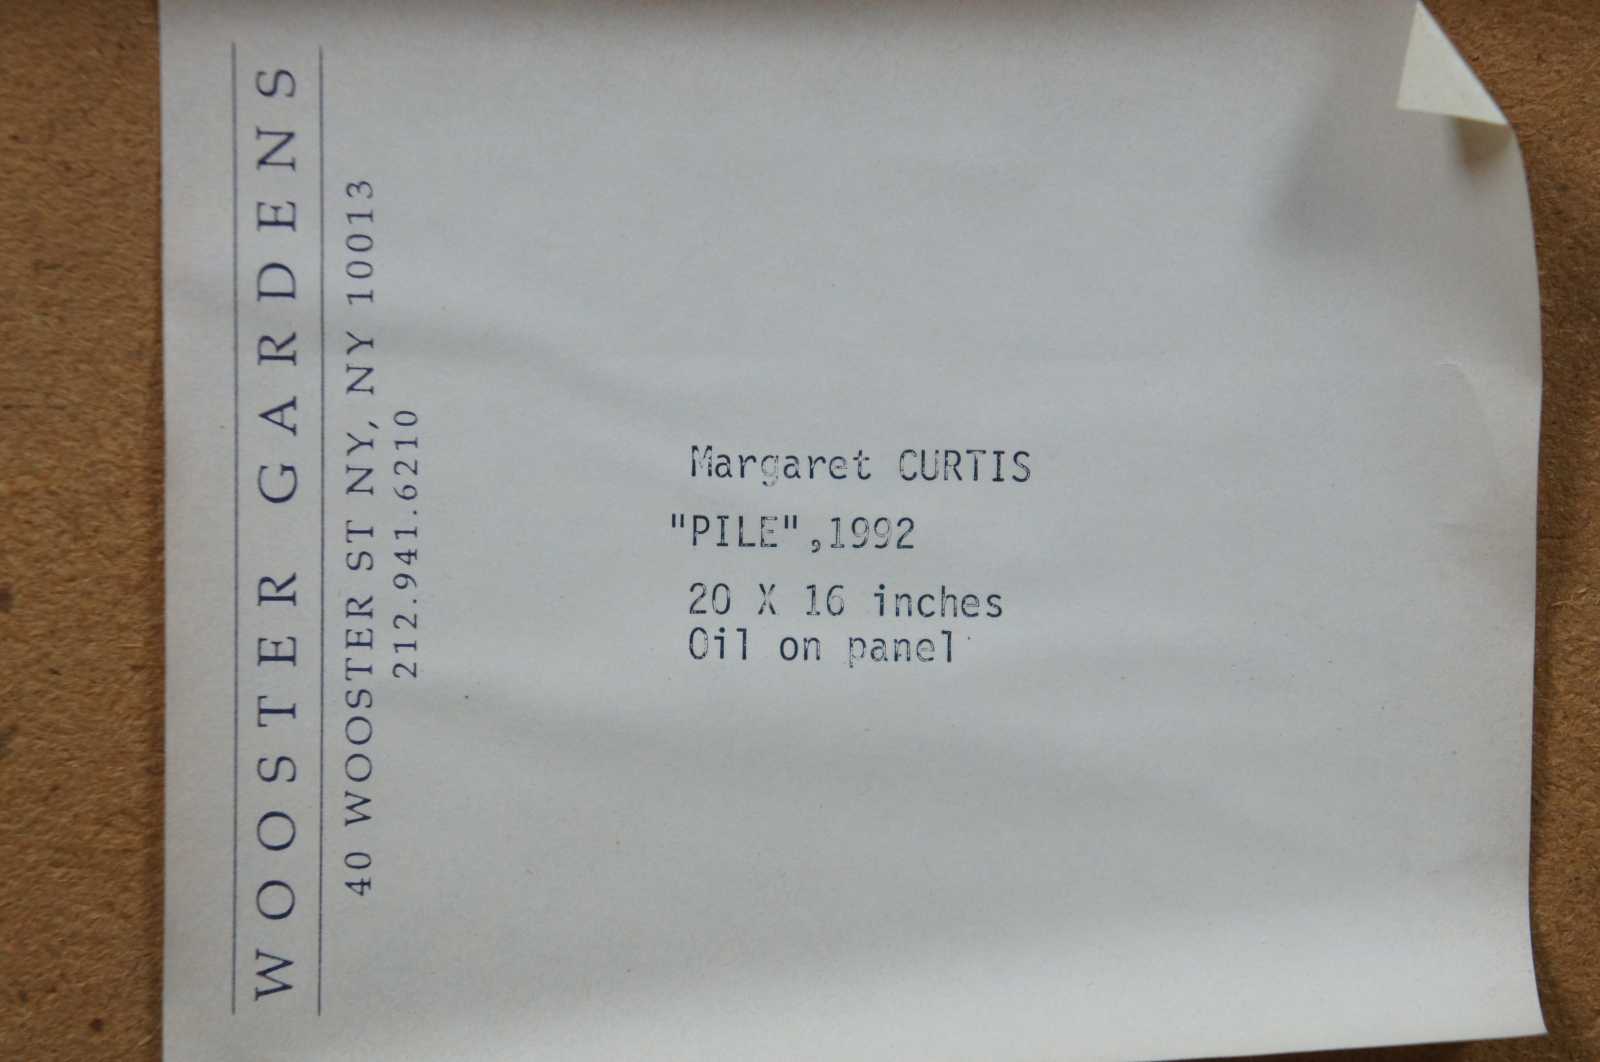 WOOSTER GARDENS
40 WOOSTER ST NY, NY 10013
212.941.6210
Margaret CURTIS
"PILE",1992
20 X 16 inches
Oil on panel